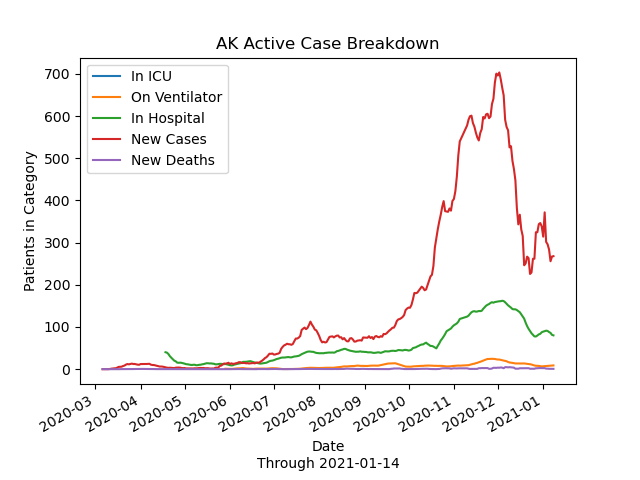 AK Active Case Breakdown
In ICU
On Ventilator
In Hospital
New Cases
New Deaths
Patients in Category
700
600
500
400
300
200
100
0
2020-03
2020-04
2020-05
2020-06
2020-07
2020-08
2020-09
2020-10
2020-11
2020-12
2021-01
Date
Through 2021-01-14